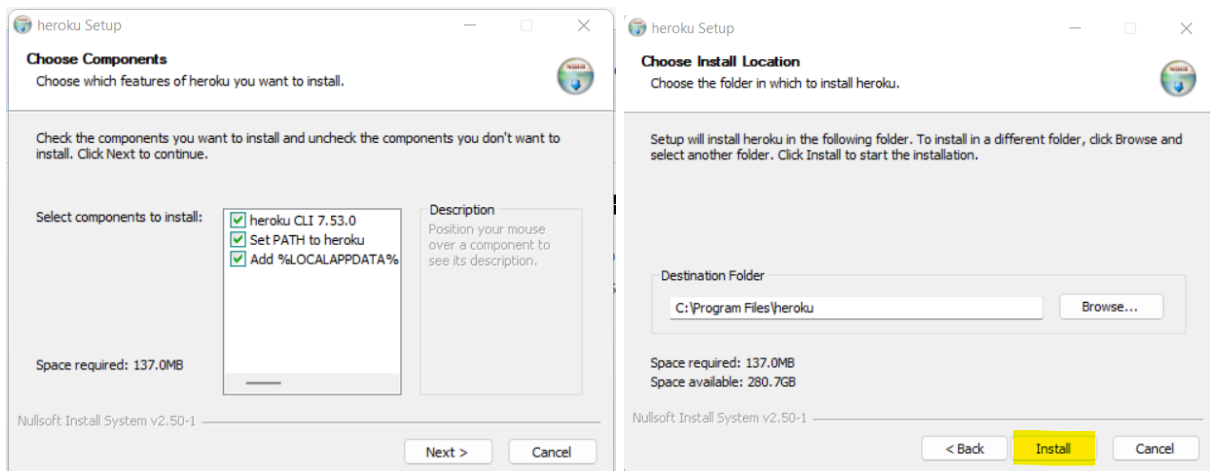 heroku Setup
Choose Components
Choose which features of heroku you want to install.
Check the components you want to install and uncheck the components you don't want to
install. Click Next to continue.
Select components to install:
heroku CLI 7.53.0
Set PATH to heroku
Add %LOCALAPPDATA%
Description
Position your mouse
over a component to
see its description.
Space required: 137.0MB
Nullsoft Install System v2.50-1
Next >
Cancel
heroku Setup
Choose Install Location
Choose the folder in which to install heroku.
Setup will install heroku in the following folder. To install in a different folder, click Browse and
select another folder. Click Install to start the installation.
Destination Folder
C:\Program Files\heroku
Browse...
Space required: 137.0MB
Space available: 280.7GB
Nullsoft Install System v2.50-1
< Back
Install
Cancel